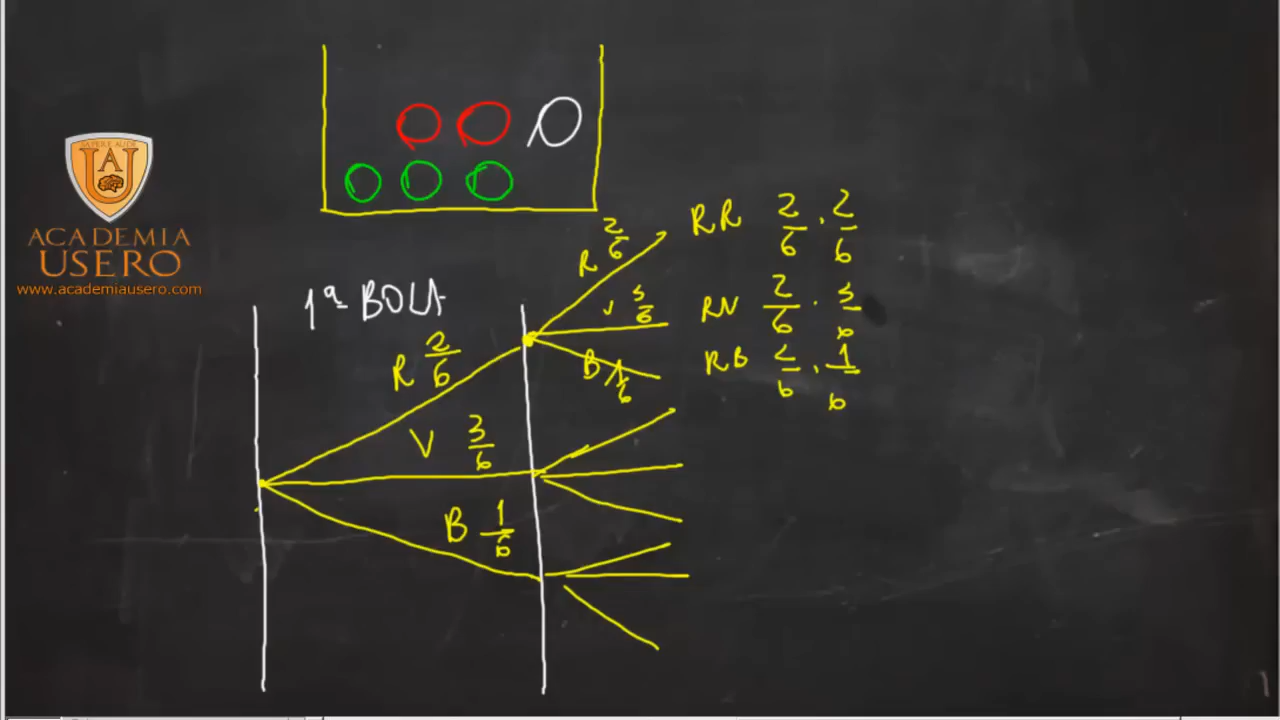 SAPERE AUDE
UA
ACADEMIA
USERO
www.academiausero.com
1ª BOLA
R 2/6
V 3/6
B 1/6
R 2/6
V 3/6
B 1/6
RR 2/6 · 2/6
RV 2/6 · 3/6
RB 2/6 · 1/6